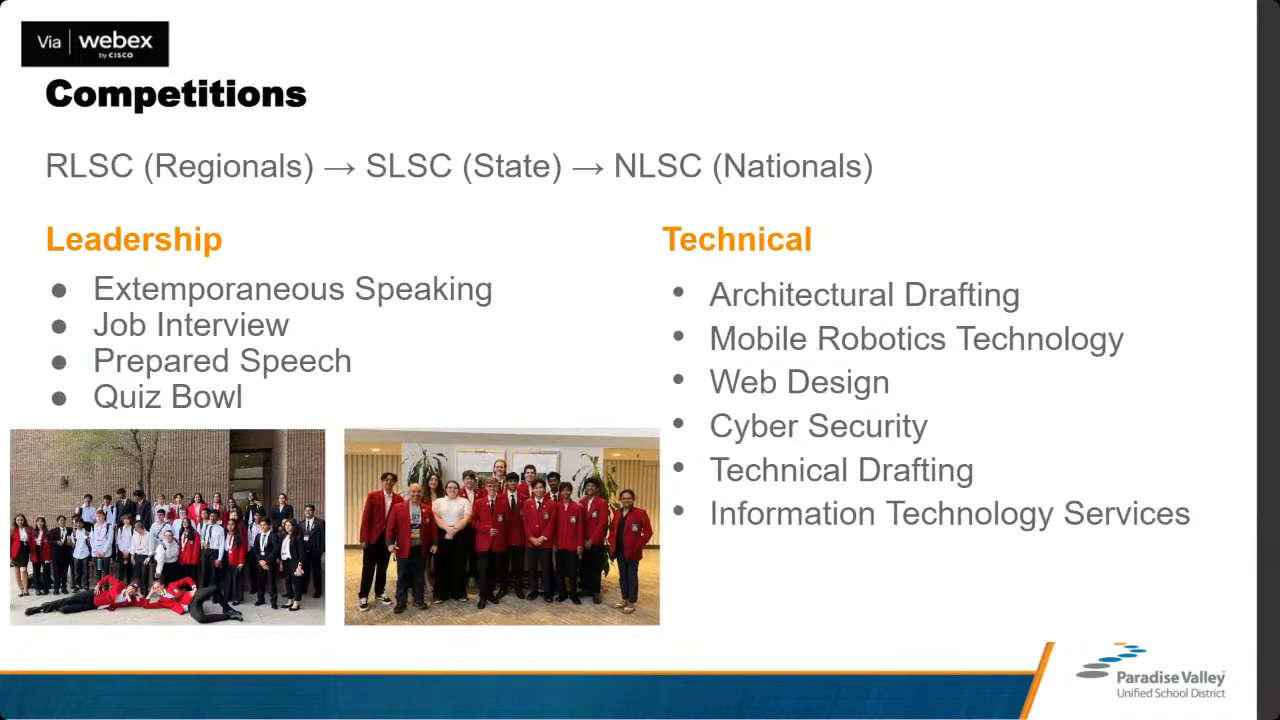 Via webex
by CISCO
Competitions
RLSC (Regionals) → SLSC (State) → NLSC (Nationals)
Leadership
● Extemporaneous Speaking
● Job Interview
● Prepared Speech
● Quiz Bowl
Technical
• Architectural Drafting
• Mobile Robotics Technology
• Web Design
• Cyber Security
• Technical Drafting
• Information Technology Services
Paradise Valley
Unified School District